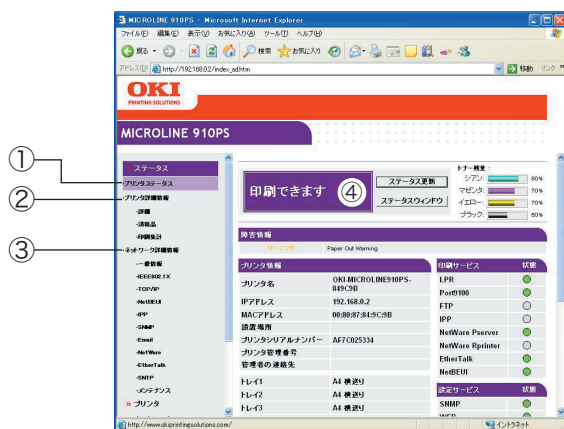 MICROLINE 910PS - Microsoft Internet Explorer
ファイル(F) 編集(E) 表示(V) お気に入り(A) ツール(T) ヘルプ(H)
戻る 検索 お気に入り
アドレス(D) http://192.168.0.2/index_ad.htm 移動 リンク »
OKI
PRINTING SOLUTIONS
MICROLINE 910PS
① ② ③
ステータス
・プリンタステータス
・プリンタ詳細情報
-詳細
-消耗品
-印刷集計
・ネットワーク詳細情報
-一般情報
-IEEE802.1X
-TCP/IP
-NetBEUI
-IPP
-SNMP
-Email
-NetWare
-EtherTalk
-SNTP
-メンテナンス
» プリンタ
印刷できます ④
ステータス更新
ステータスウィンドウ
トナー残量:
シアン: 80%
マゼンタ: 70%
イエロー: 70%
ブラック: 50%
障害情報
ワーニング Paper Out Warning
プリンタ情報
プリンタ名 OKI-MICROLINE910PS-849C9B
IPアドレス 192.168.0.2
MACアドレス 00:80:87:84:9C:9B
設置場所
プリンタシリアルナンバー AF7C025334
プリンタ管理番号
管理者の連絡先
トレイ1 A4 横送り
トレイ2 A4 横送り
トレイ3 A4 横送り
印刷サービス 状態
LPR
Port9100
FTP
IPP
NetWare Pserver
NetWare Rprinter
EtherTalk
NetBEUI
設定サービス 状態
SNMP
WEB
http://www.okiprintingsolutions.com/ イントラネット